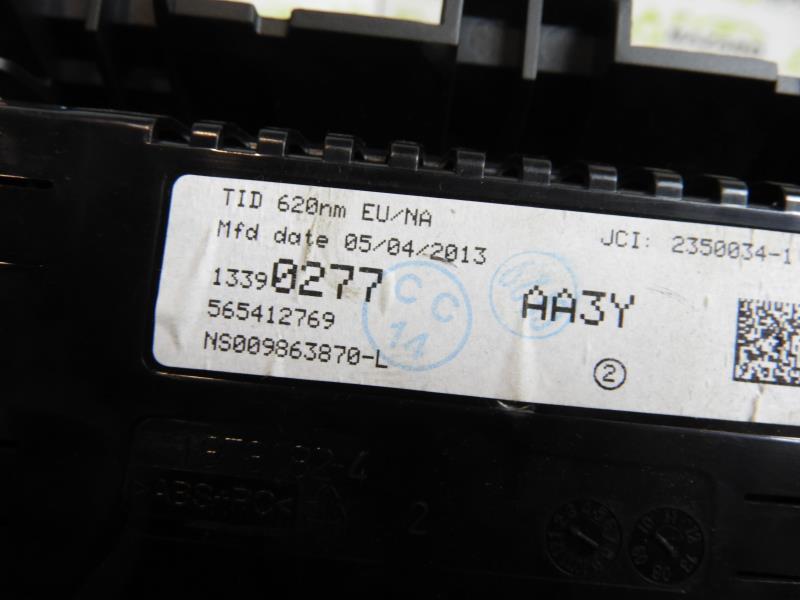 TID 620nm EU/NA
Mfd date 05/04/2013
JCI: 2350034-1
13390277
AA3Y
565412769
NS009863870-L
CC
14
2
>ABS+PC<
2